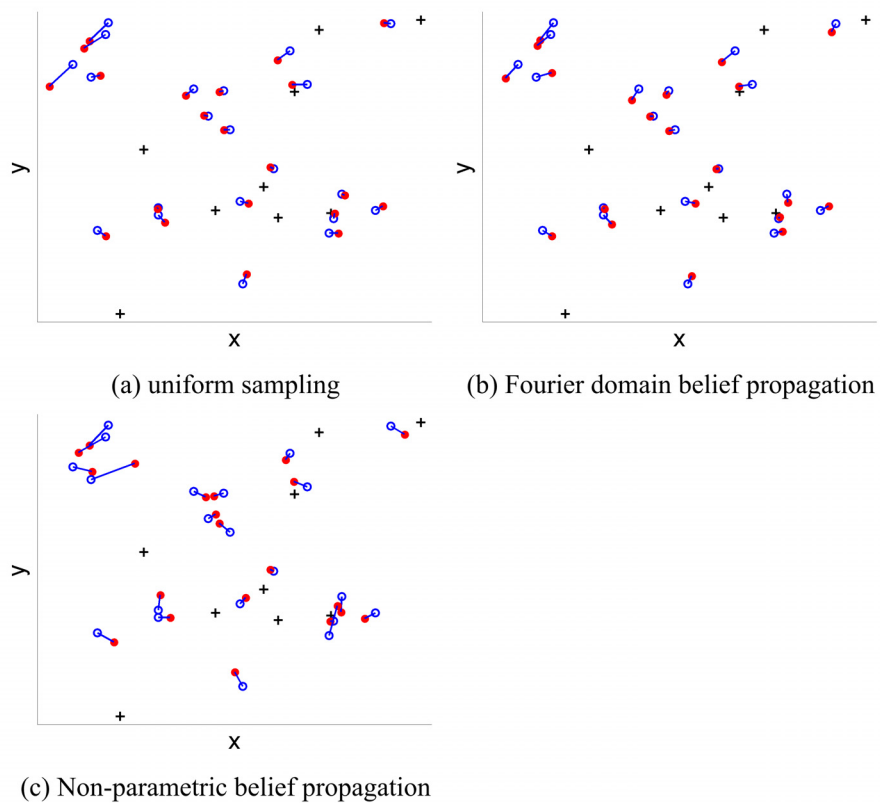 y
x
(a) uniform sampling
y
x
(b) Fourier domain belief propagation
y
x
(c) Non-parametric belief propagation